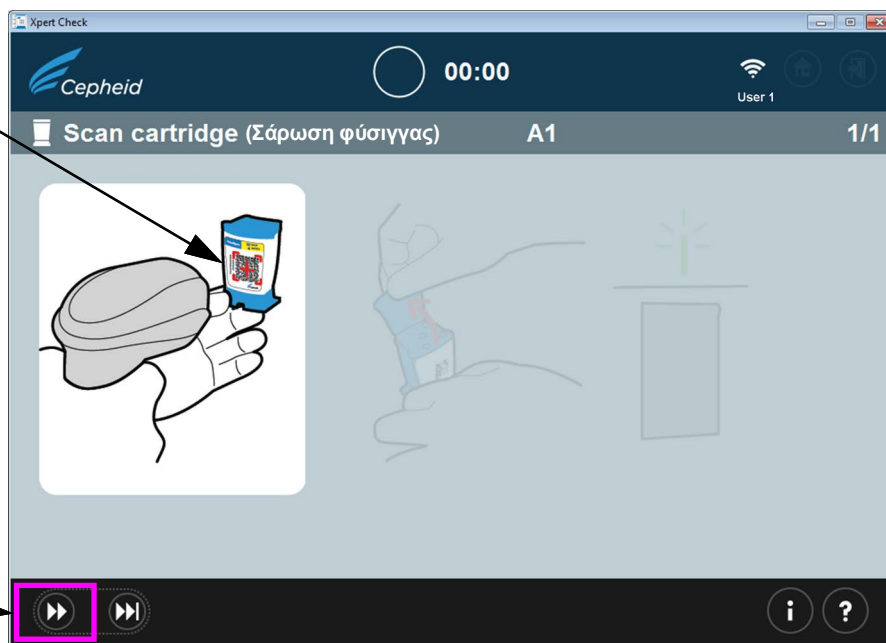 Xpert Check
Cepheid
00:00
User 1
Scan cartridge (Σάρωση φύσιγγας) A1 1/1
i ?